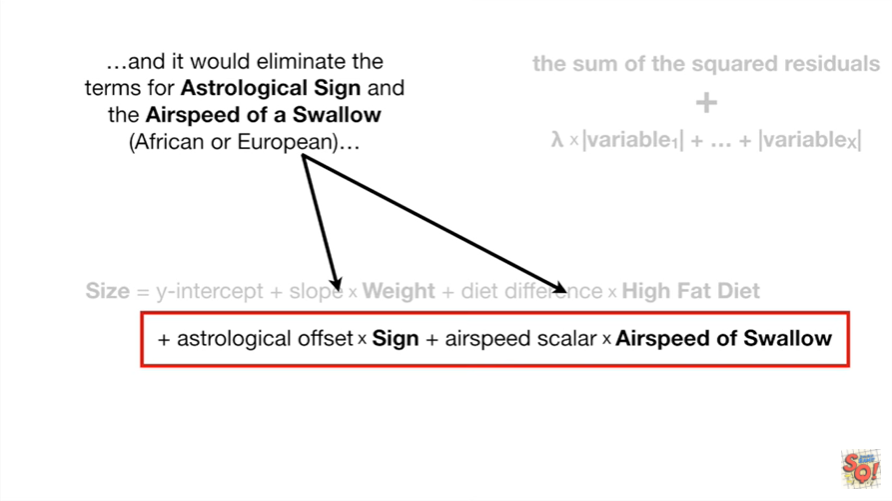 …and it would eliminate the
terms for Astrological Sign and
the Airspeed of a Swallow
(African or European)…
the sum of the squared residuals
+
λ x |variable₁| + … + |variableₓ|
Size = y-intercept + slope x Weight + diet difference x High Fat Diet
+ astrological offset x Sign + airspeed scalar x Airspeed of Swallow
SQ!